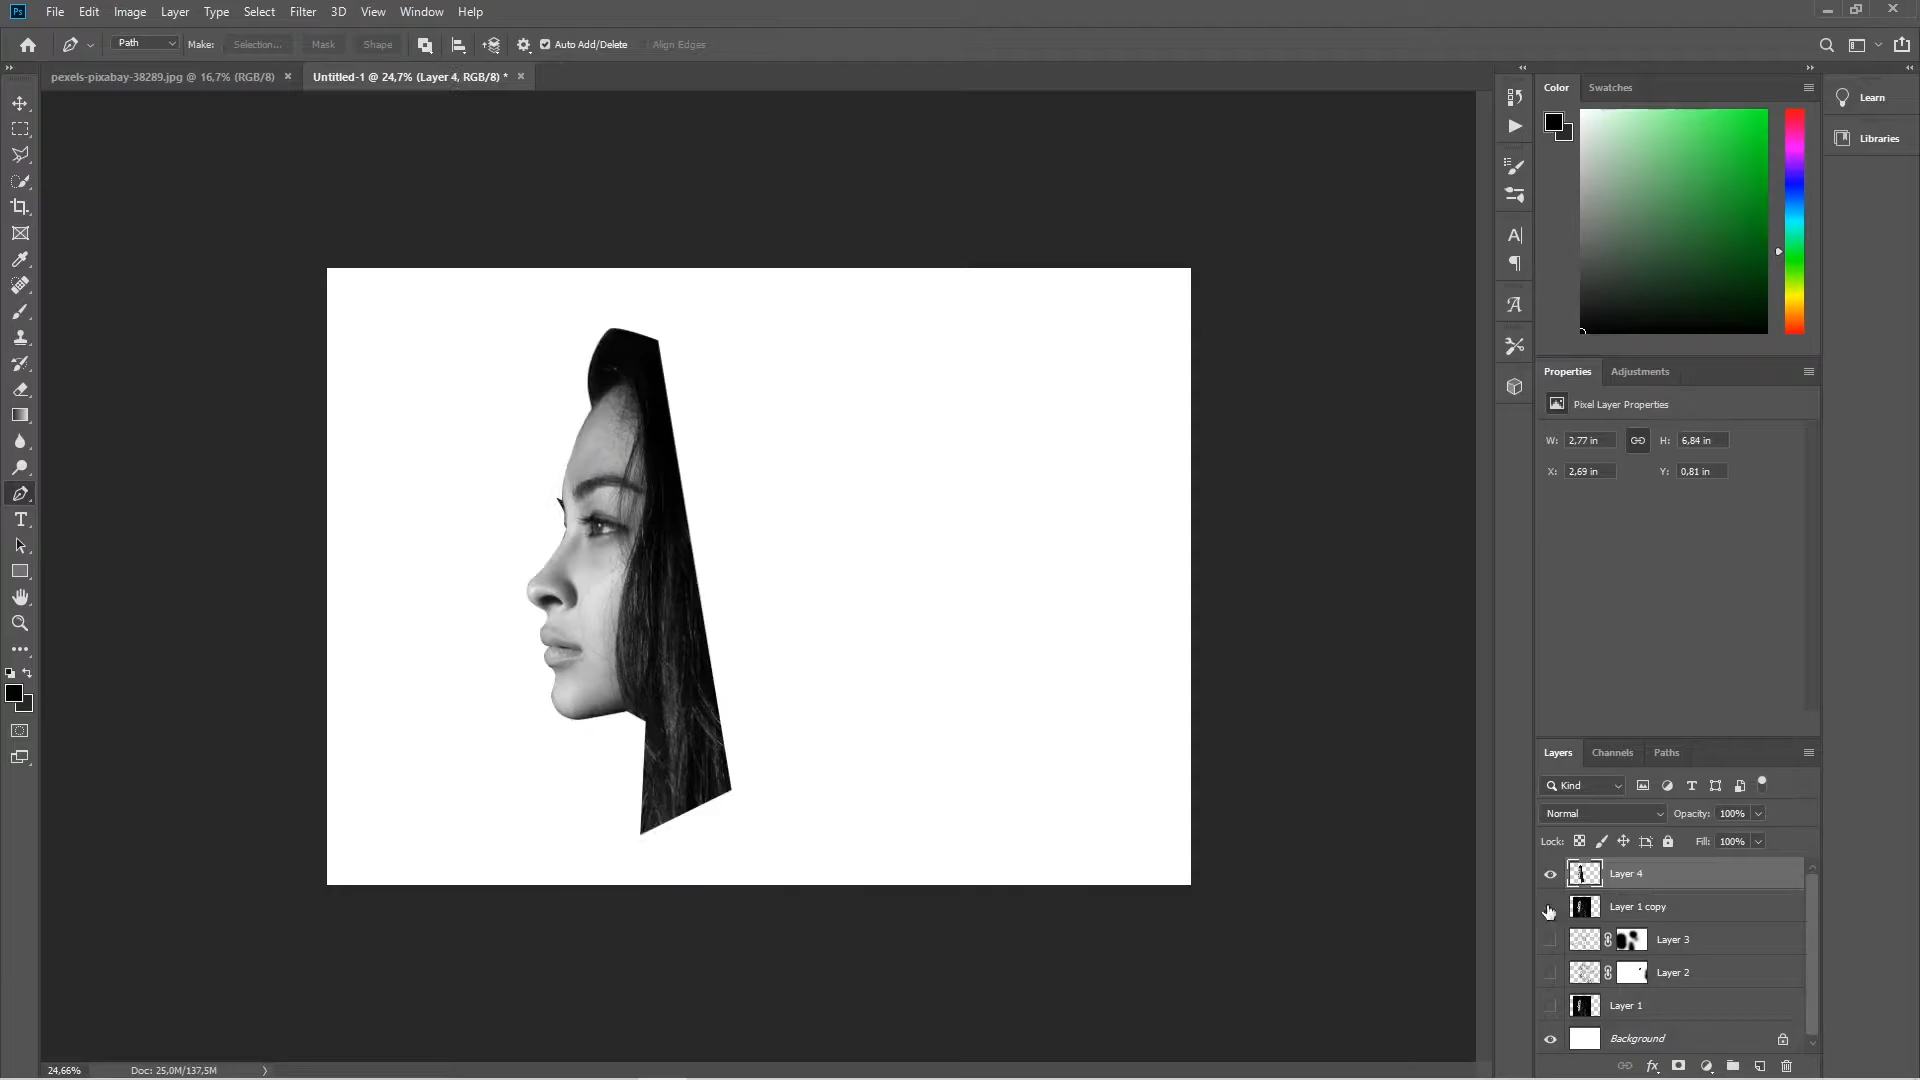 Ps File Edit Image Layer Type Select Filter 3D View Window Help
Path Make: Selection... Mask Shape Auto Add/Delete Align Edges
pexels-pixabay-38289.jpg @ 16,7% (RGB/8) × Untitled-1 @ 24,7% (Layer 4, RGB/8) * ×
Color Swatches
Learn
Libraries
Properties Adjustments
Pixel Layer Properties
W: 2,77 in H: 6,84 in
X: 2,69 in Y: 0,81 in
Layers Channels Paths
Kind
Normal Opacity: 100%
Lock: Fill: 100%
Layer 4
Layer 1 copy
Layer 3
Layer 2
Layer 1
Background
24,66% Doc: 25,0M/137,5M